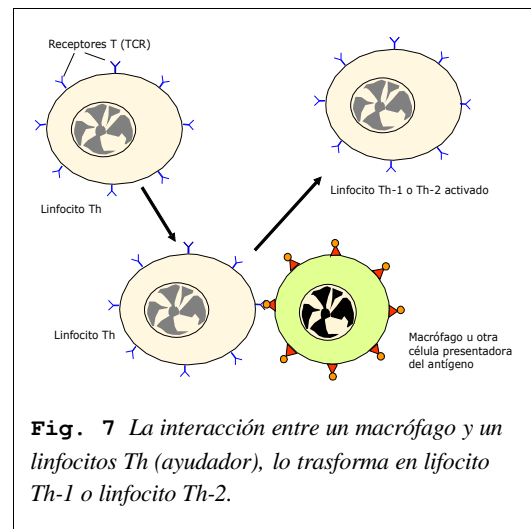 Receptores T (TCR)
Linfocito Th
Linfocito Th-1 o Th-2 activado
Linfocito Th
Macrófago u otra
célula presentadora
del antígeno
Fig. 7 La interacción entre un macrófago y un
linfocitos Th (ayudador), lo trasforma en lifocito
Th-1 o linfocito Th-2.